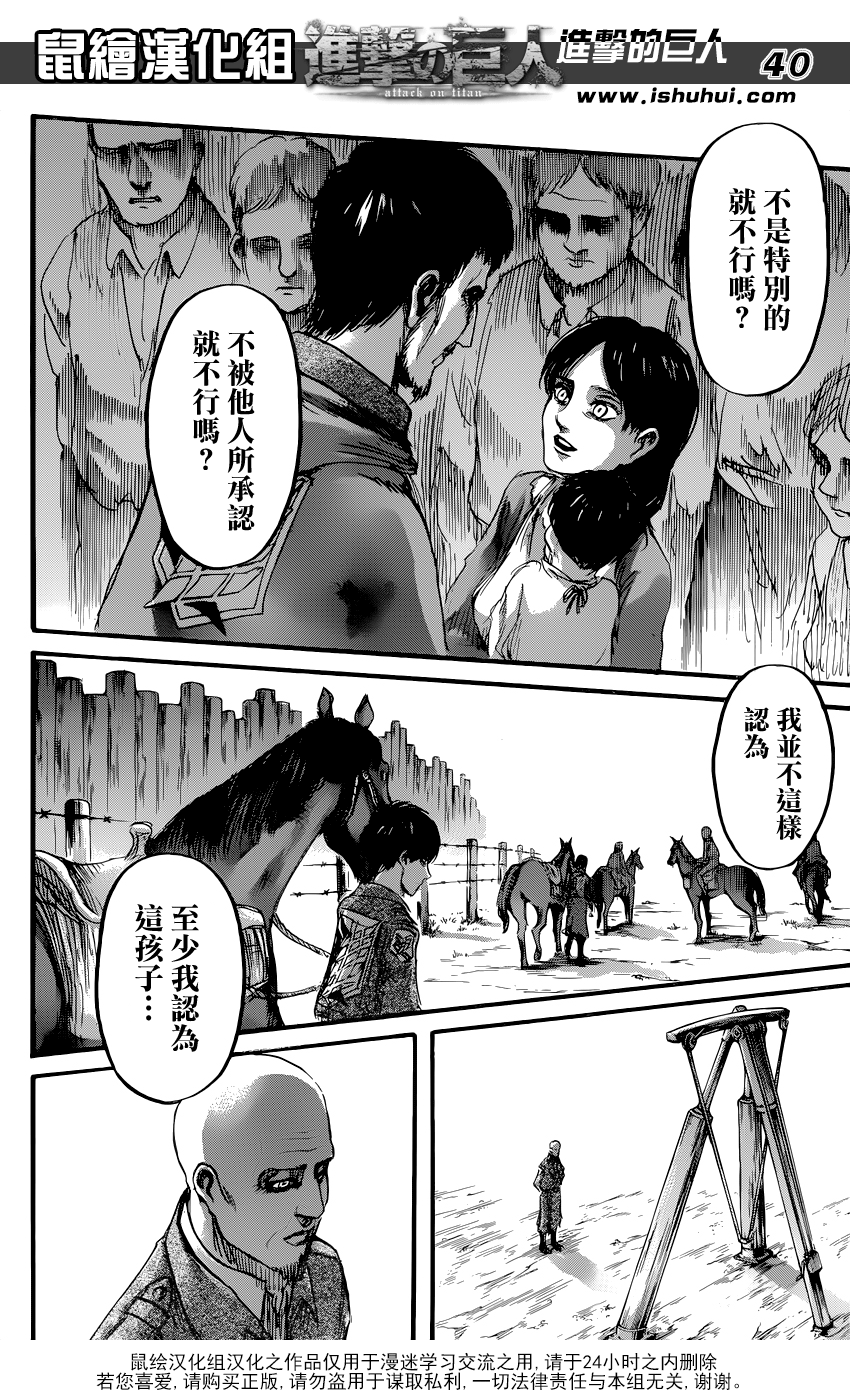 鼠繪漢化組
進撃の巨人
attack on titan
進擊的巨人
www.ishuhui.com
40
不是特別的
就不行嗎？
不被他人所承認
就不行嗎？
我並不這樣
認為
至少我認為
這孩子…
鼠绘汉化组汉化之作品仅用于漫迷学习交流之用, 请于24小时之内删除
若您喜爱, 请购买正版, 请勿盗用于谋取私利, 一切法律责任与本组无关, 谢谢。